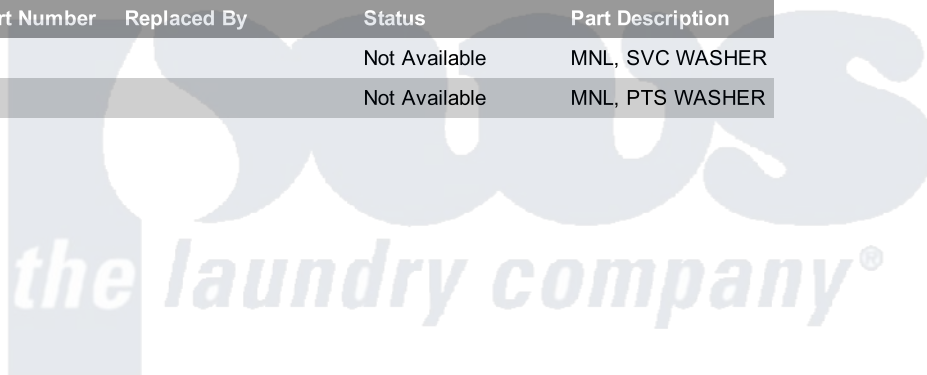 rt Number Replaced By Status Part Description
Not Available MNL, SVC WASHER
Not Available MNL, PTS WASHER
pws
the laundry company®